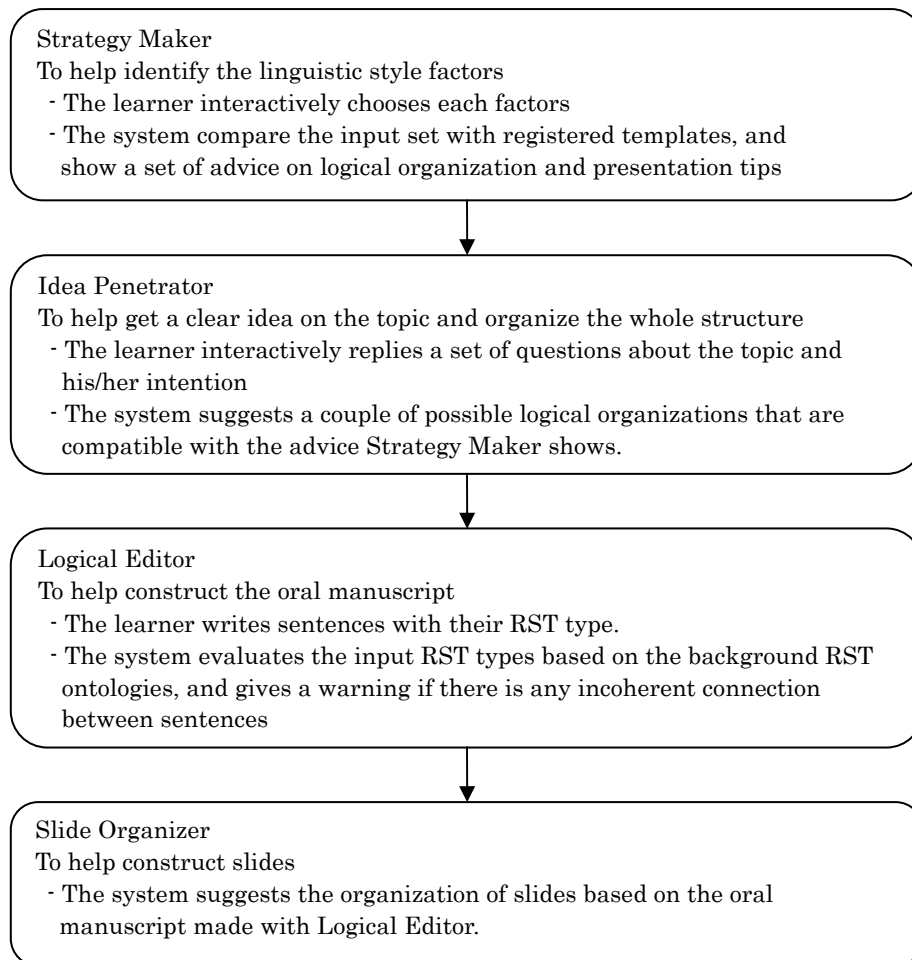 Strategy Maker
To help identify the linguistic style factors
- The learner interactively chooses each factors
- The system compare the input set with registered templates, and
show a set of advice on logical organization and presentation tips
Idea Penetrator
To help get a clear idea on the topic and organize the whole structure
- The learner interactively replies a set of questions about the topic and
his/her intention
- The system suggests a couple of possible logical organizations that are
compatible with the advice Strategy Maker shows.
Logical Editor
To help construct the oral manuscript
- The learner writes sentences with their RST type.
- The system evaluates the input RST types based on the background RST
ontologies, and gives a warning if there is any incoherent connection
between sentences
Slide Organizer
To help construct slides
- The system suggests the organization of slides based on the oral
manuscript made with Logical Editor.